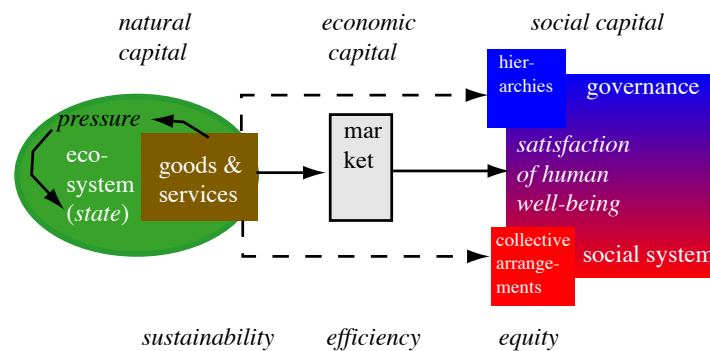 natural
capital
economic
capital
social capital
pressure
eco-
system
(state)
goods &
services
mar
ket
hier-
archies
governance
satisfaction
of human
well-being
collective
arrange-
ments
social system
sustainability
efficiency
equity